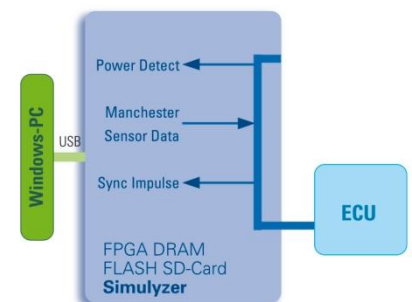 Power Detect
Manchester
Sensor Data
Sync Impulse
Windows-PC
USB
ECU
FPGA DRAM
FLASH SD-Card
Simulyzer